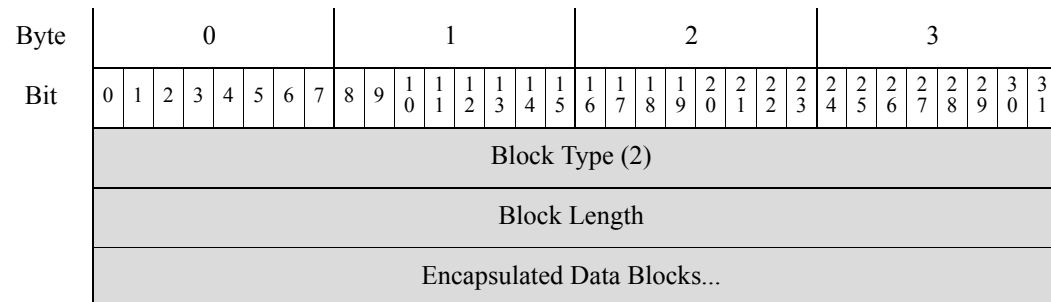 Byte 0 1 2 3
Bit 0 1 2 3 4 5 6 7 8 9 10 11 12 13 14 15 16 17 18 19 20 21 22 23 24 25 26 27 28 29 30 31
Block Type (2)
Block Length
Encapsulated Data Blocks...